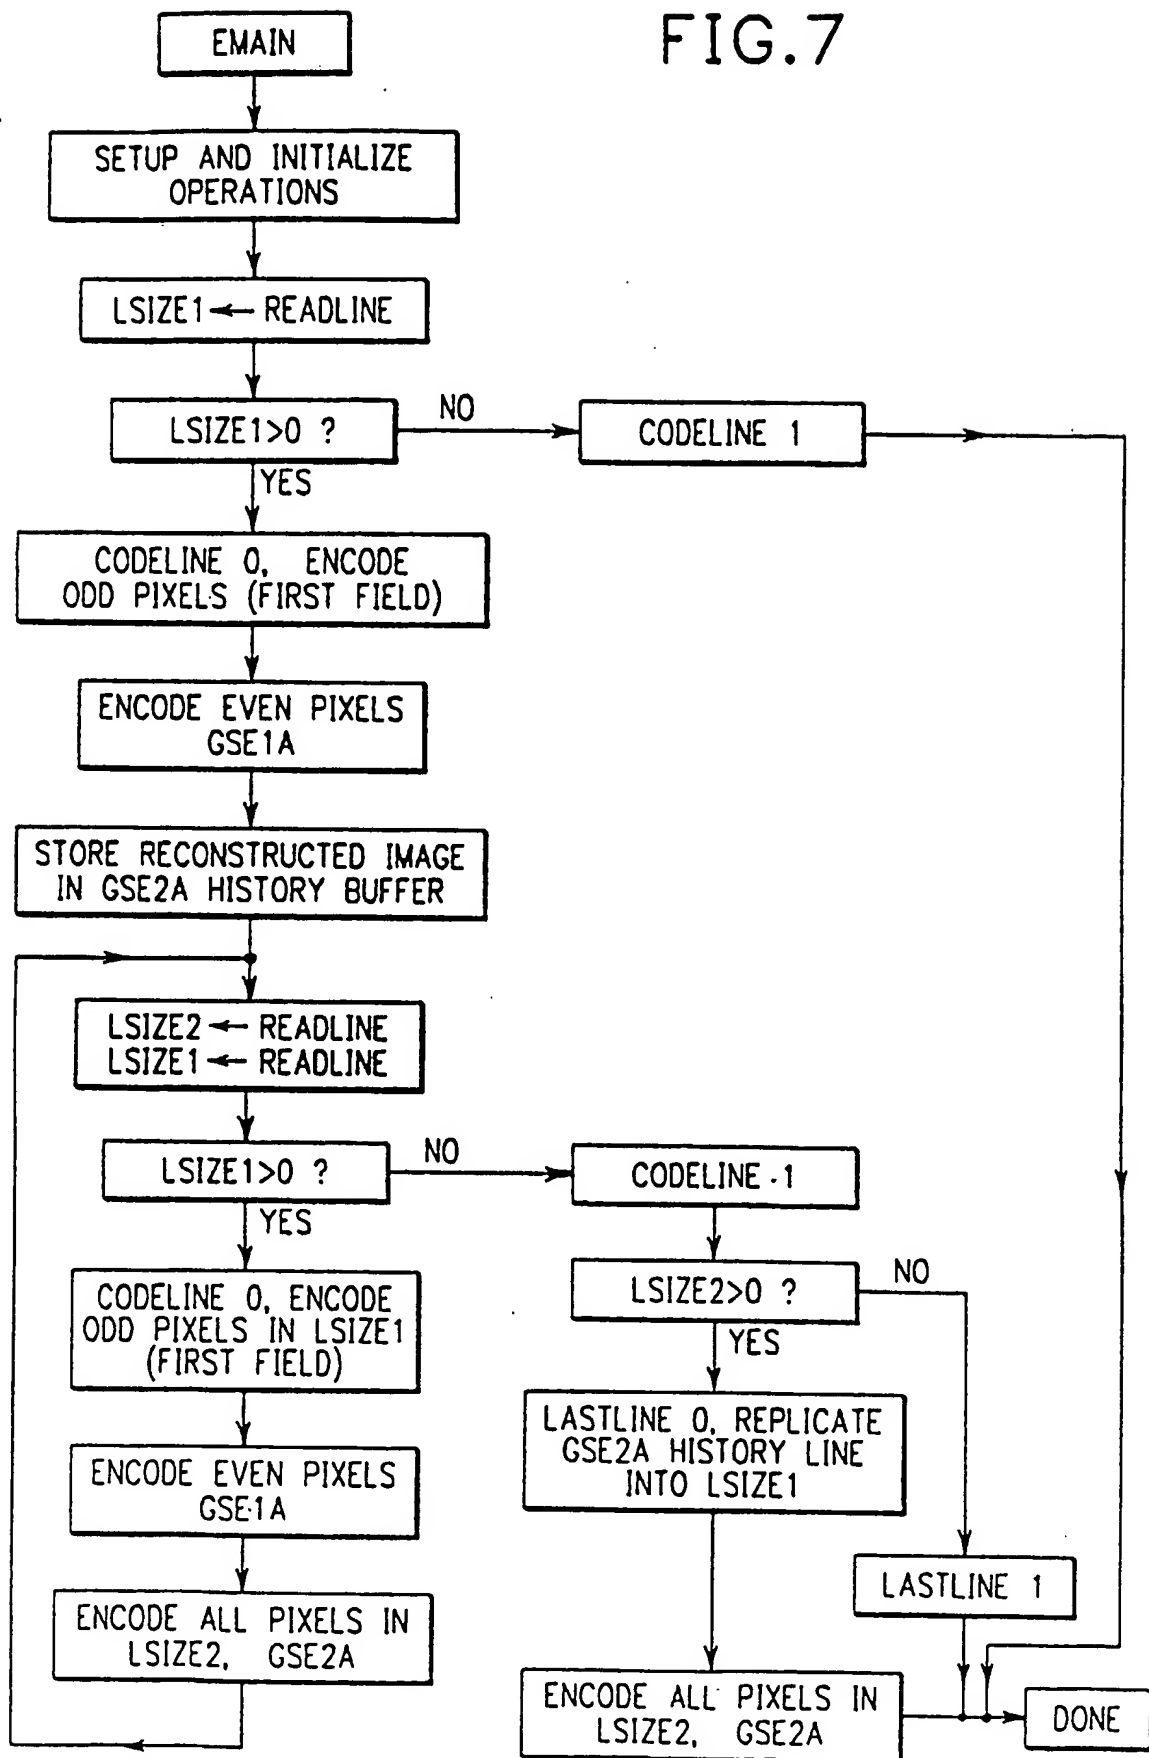 FIG.7
EMAIN
SETUP AND INITIALIZE
OPERATIONS
LSIZE1 ← READLINE
LSIZE1>0 ?
NO
CODELINE 1
YES
CODELINE 0, ENCODE
ODD PIXELS (FIRST FIELD)
ENCODE EVEN PIXELS
GSE1A
STORE RECONSTRUCTED IMAGE
IN GSE2A HISTORY BUFFER
LSIZE2 ← READLINE
LSIZE1 ← READLINE
LSIZE1>0 ?
NO
CODELINE 1
YES
LSIZE2>0 ?
NO
YES
CODELINE 0, ENCODE
ODD PIXELS IN LSIZE1
(FIRST FIELD)
LASTLINE 0, REPLICATE
GSE2A HISTORY LINE
INTO LSIZE1
ENCODE EVEN PIXELS
GSE1A
LASTLINE 1
ENCODE ALL PIXELS IN
LSIZE2, GSE2A
ENCODE ALL PIXELS IN
LSIZE2, GSE2A
DONE